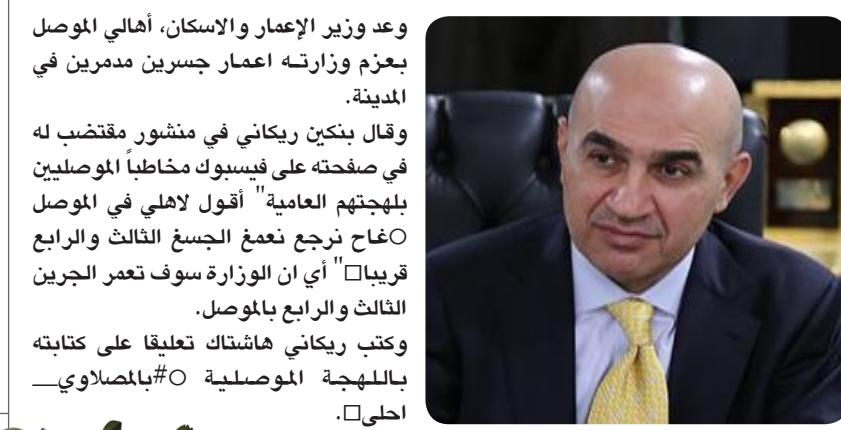 وعد وزير الإعمار والاسكان، أهالي الموصل
بعزم وزارته اعمار جسرين مدمرين في
المدينة.
وقال بنكين ريكاني في منشور مقتضب له
في صفحته على فيسبوك مخاطباً الموصليين
بلهجتهم العامية" أقول لاهلي في الموصل
○غاح نرجع نعمغ الجسغ الثالث والرابع
قريبا□" أي ان الوزارة سوف تعمر الجرين
الثالث والرابع بالموصل.
وكتب ريكاني هاشتاك تعليقا على كتابته
باللهجة الموصلية ○#بالمصلاوي__
احلى□.